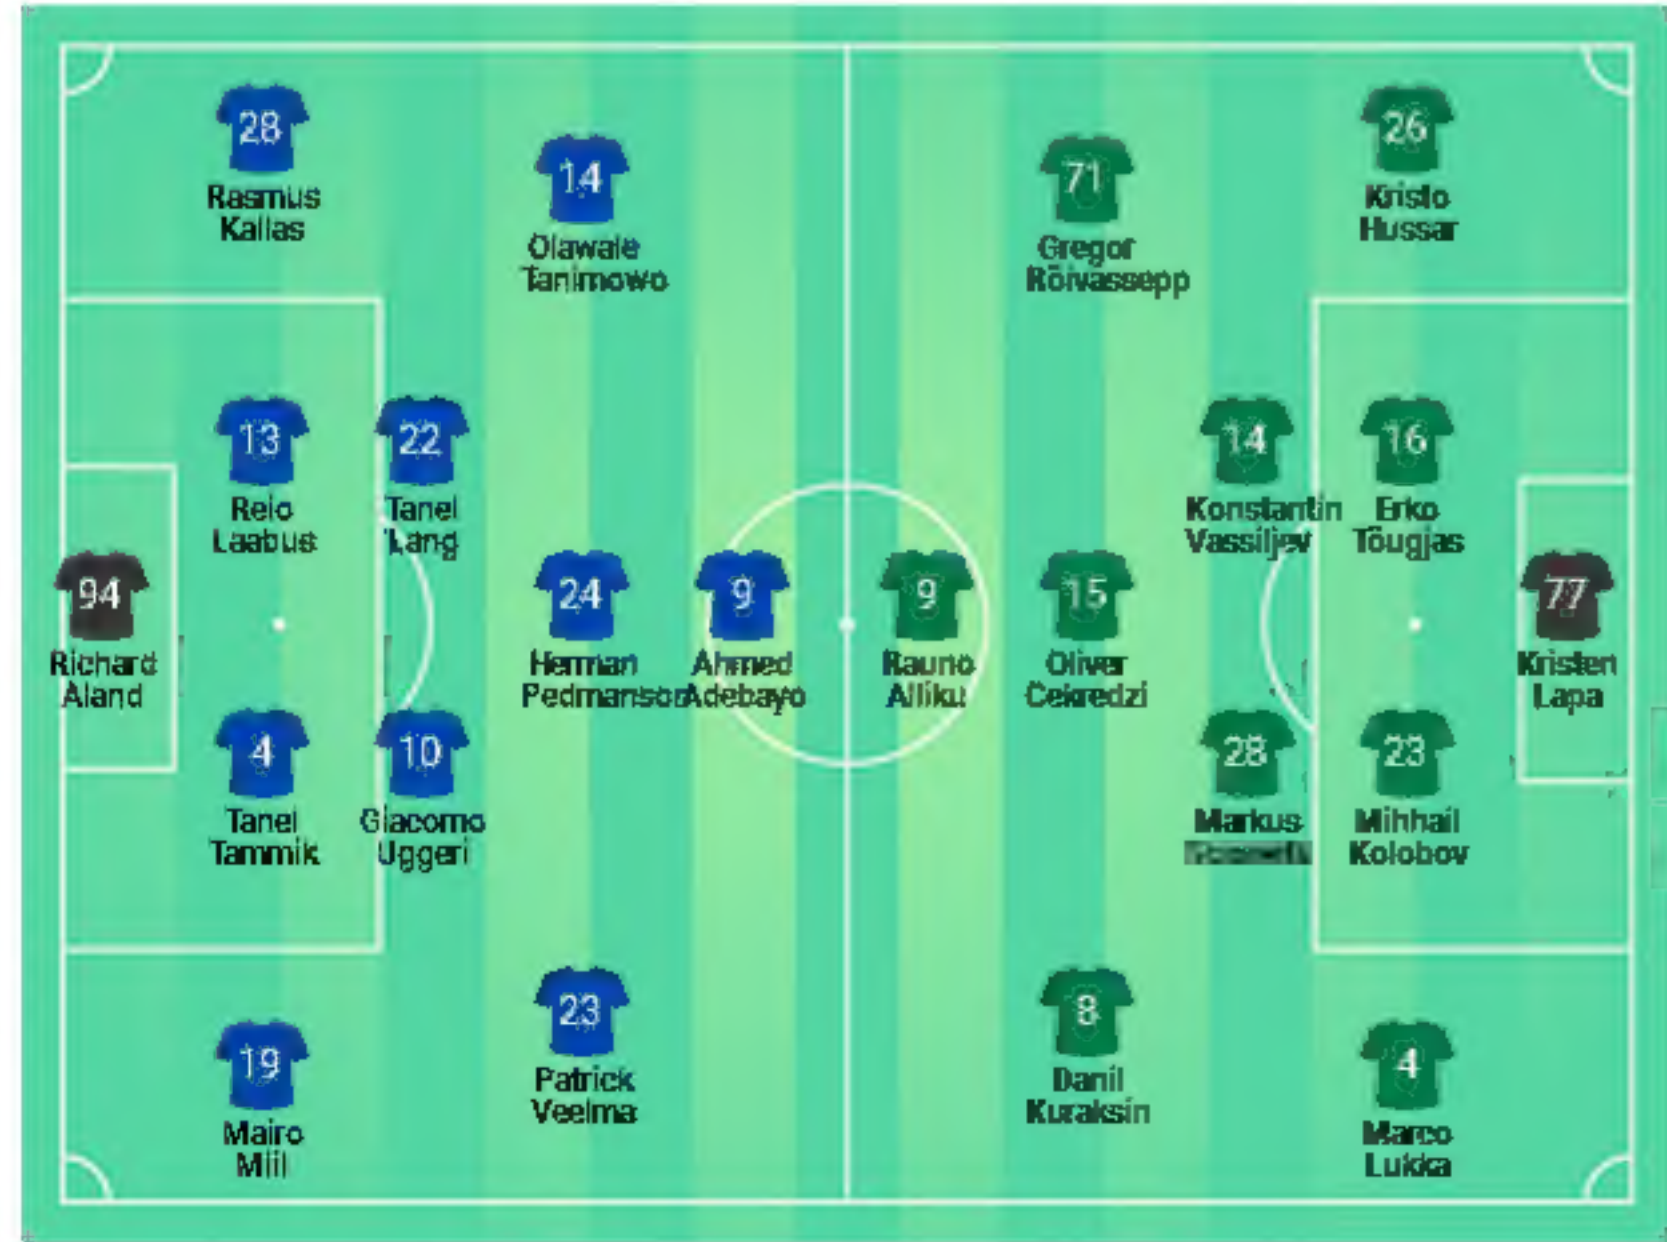 28
Rasmus
Kallas
14
Olawale
Tanimowo
71
Gregor
Rõivassepp
26
Kristo
Hussar
13
Reio
Laabus
22
Tanel
Lang
14
Konstantin
Vassiljev
16
Erko
Tõugjas
94
Richard
Aland
24
Herman
Pedmanson
9
Ahmed
Adebayo
9
Rauno
Alliku
15
Oliver
Cekredzi
77
Kristen
Lapa
4
Tanel
Tammik
10
Giacomo
Uggeri
28
Markus
23
Mihhail
Kolobov
19
Mairo
Miil
23
Patrick
Veelma
8
Danil
Kuraksin
4
Marco
Lukka